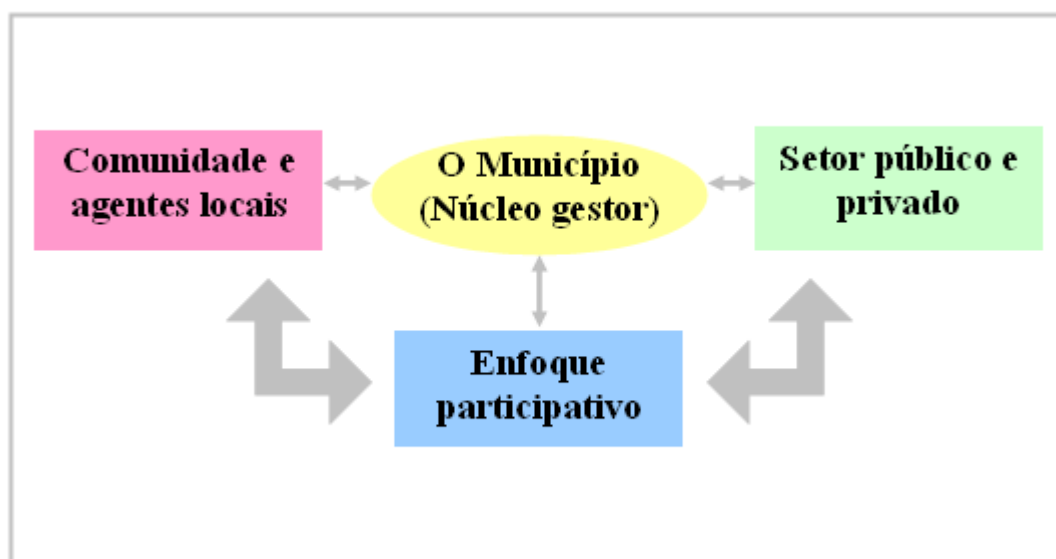 Comunidade e
agentes locais
O Município
(Núcleo gestor)
Setor público e
privado
Enfoque
participativo